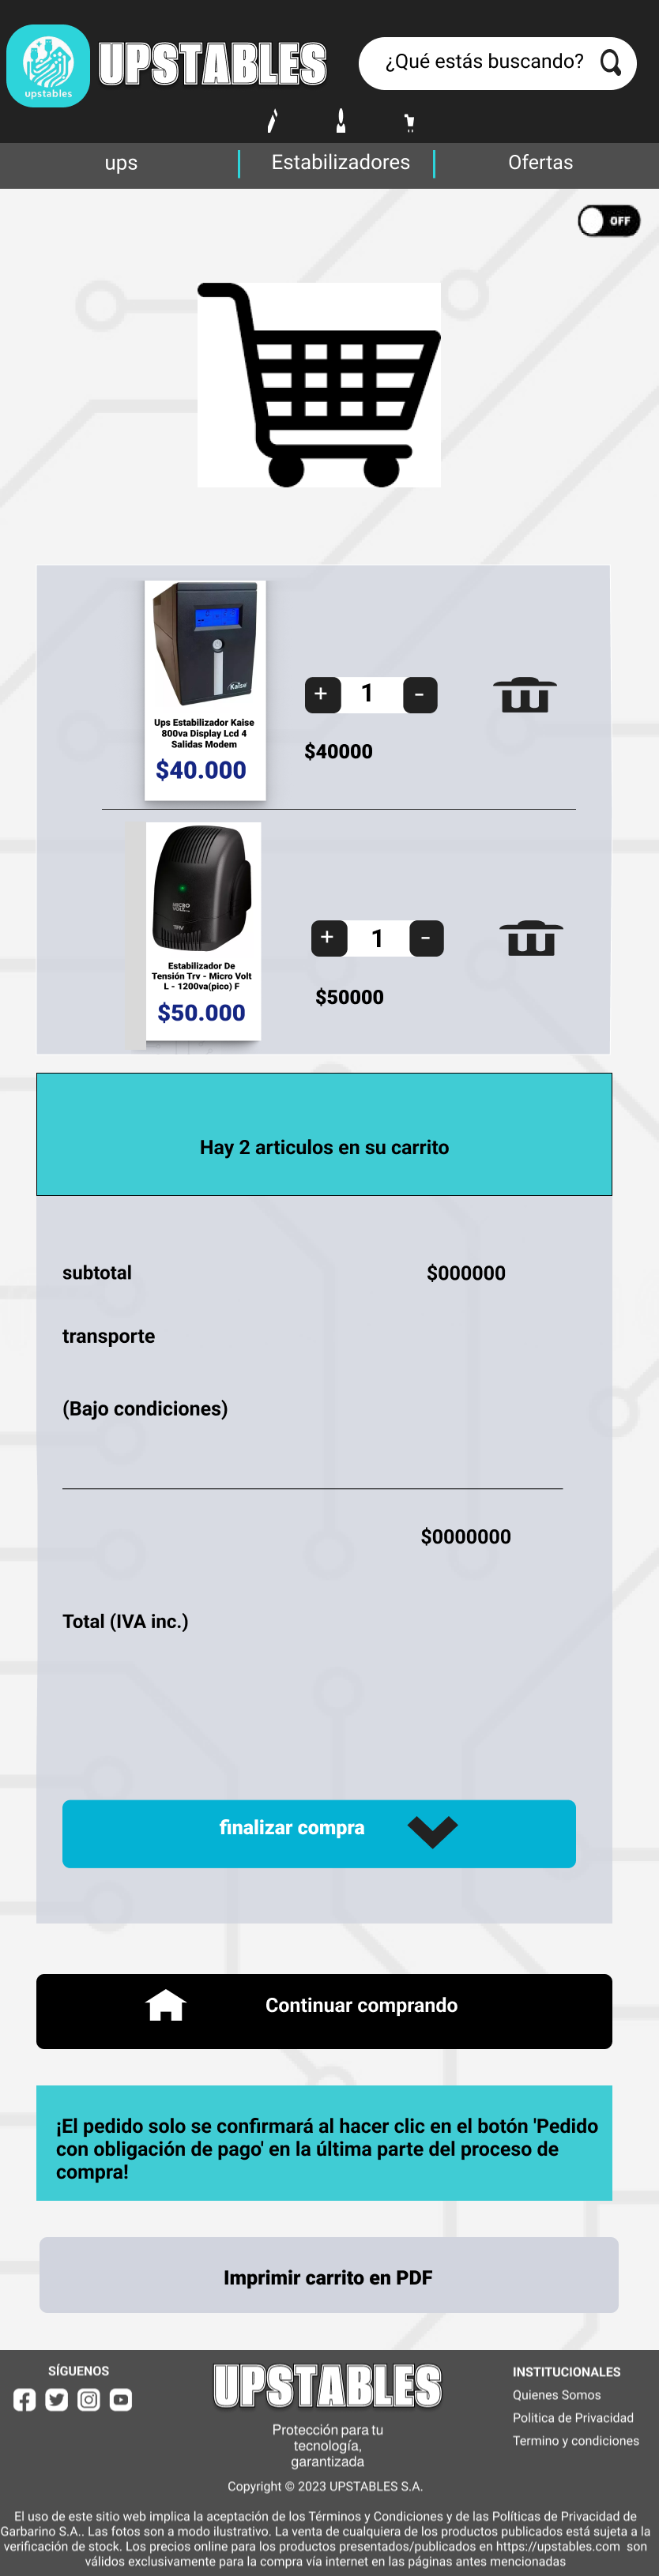 upstables
UPSTABLES
¿Qué estás buscando?
ups
Estabilizadores
Ofertas
OFF
Kaise
Ups Estabilizador Kaise
800va Display Lcd 4
Salidas Modem
$40.000
+ 1 -
$40000
MICRO
VOLT
TRV
Estabilizador De
Tensión Trv - Micro Volt
L - 1200va(pico) F
$50.000
+ 1 -
$50000
Hay 2 articulos en su carrito
subtotal $000000
transporte
(Bajo condiciones)
$0000000
Total (IVA inc.)
finalizar compra
Continuar comprando
¡El pedido solo se confirmará al hacer clic en el botón 'Pedido
con obligación de pago' en la última parte del proceso de
compra!
Imprimir carrito en PDF
SÍGUENOS
UPSTABLES
Protección para tu
tecnología,
garantizada
Copyright © 2023 UPSTABLES S.A.
INSTITUCIONALES
Quienes Somos
Politica de Privacidad
Termino y condiciones
El uso de este sitio web implica la aceptación de los Términos y Condiciones y de las Políticas de Privacidad de
Garbarino S.A.. Las fotos son a modo ilustrativo. La venta de cualquiera de los productos publicados está sujeta a la
verificación de stock. Los precios online para los productos presentados/publicados en https://upstables.com son
válidos exclusivamente para la compra vía internet en las páginas antes mencionadas